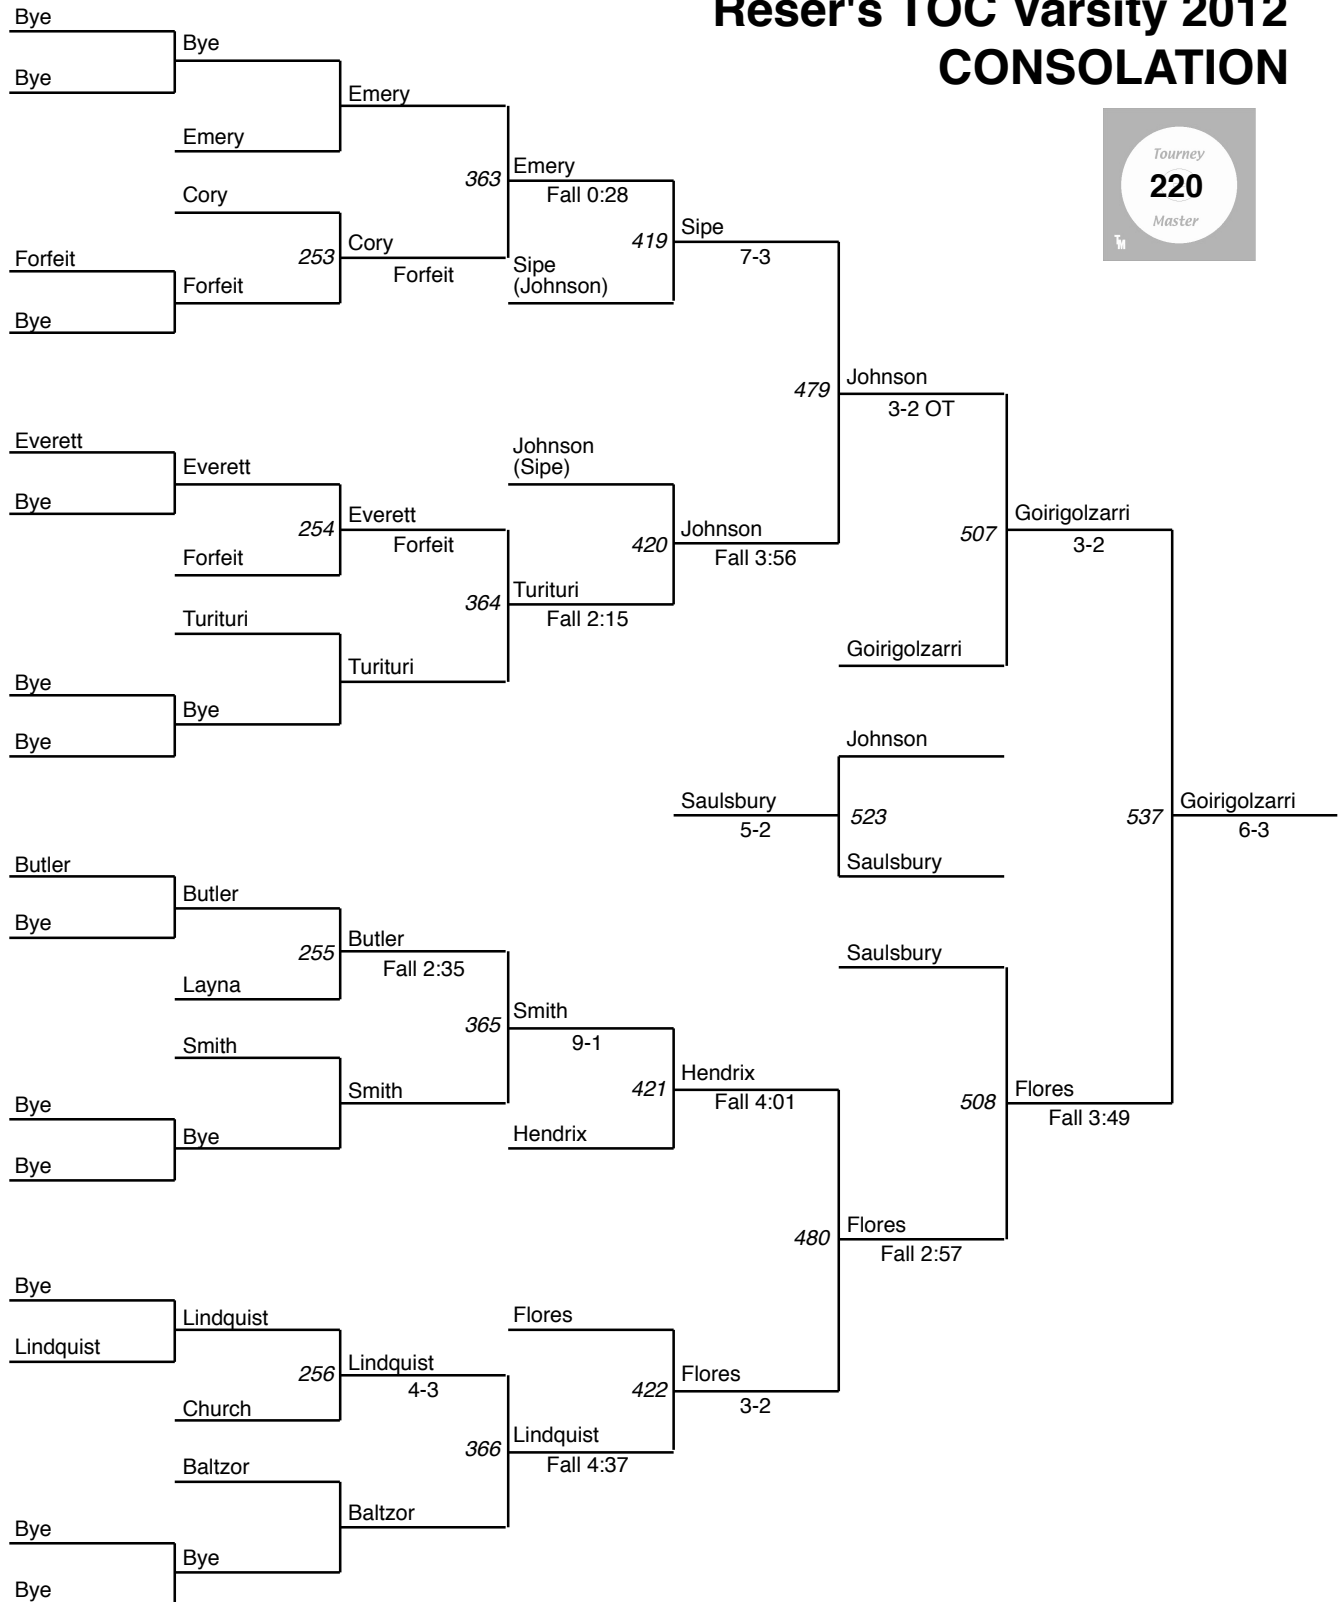 Reser's TOC Varsity 2012
CONSOLATION
Tourney
220
Master
TM
Bye
Bye
Bye
Emery
Emery
Emery
363
Fall 0:28
Cory
253
Cory
Forfeit
Forfeit
Forfeit
Bye
Sipe
(Johnson)
419
Sipe
7-3
479
Johnson
3-2 OT
Everett
Everett
Bye
254
Everett
Forfeit
Forfeit
Johnson
(Sipe)
420
Johnson
Fall 3:56
364
Turituri
Fall 2:15
Turituri
Turituri
Bye
Bye
Bye
507
Goirigolzarri
3-2
Goirigolzarri
Johnson
Saulsbury
5-2
523
Saulsbury
537
Goirigolzarri
6-3
Butler
Butler
Bye
255
Butler
Fall 2:35
Layna
365
Smith
9-1
Smith
Smith
Bye
Bye
Bye
421
Hendrix
Fall 4:01
Hendrix
Saulsbury
508
Flores
Fall 3:49
480
Flores
Fall 2:57
Bye
Lindquist
Lindquist
256
Lindquist
4-3
Church
Flores
422
Flores
3-2
366
Lindquist
Fall 4:37
Baltzor
Baltzor
Bye
Bye
Bye